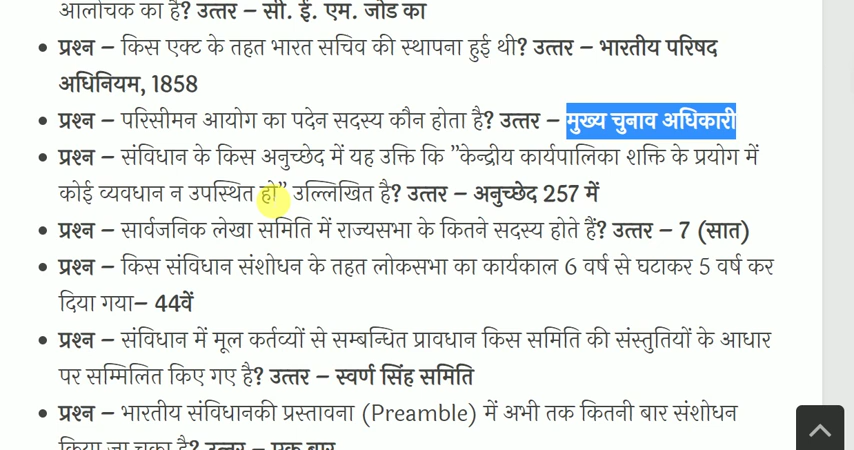 आलोचक का है? उत्तर – सी. ई. एम. जोड का
प्रश्न – किस एक्ट के तहत भारत सचिव की स्थापना हुई थी? उत्तर – भारतीय परिषद
अधिनियम, 1858
प्रश्न – परिसीमन आयोग का पदेन सदस्य कौन होता है? उत्तर – मुख्य चुनाव अधिकारी
प्रश्न – संविधान के किस अनुच्छेद में यह उक्ति कि ”केन्द्रीय कार्यपालिका शक्ति के प्रयोग में
कोई व्यवधान न उपस्थित हो” उल्लिखित है? उत्तर – अनुच्छेद 257 में
प्रश्न – सार्वजनिक लेखा समिति में राज्यसभा के कितने सदस्य होते हैं? उत्तर – 7 (सात)
प्रश्न – किस संविधान संशोधन के तहत लोकसभा का कार्यकाल 6 वर्ष से घटाकर 5 वर्ष कर
दिया गया– 44वें
प्रश्न – संविधान में मूल कर्तव्यों से सम्बन्धित प्रावधान किस समिति की संस्तुतियों के आधार
पर सम्मिलित किए गए है? उत्तर – स्वर्ण सिंह समिति
प्रश्न – भारतीय संविधानकी प्रस्तावना (Preamble) में अभी तक कितनी बार संशोधन
किया जा चुका है? उत्तर – एक बार